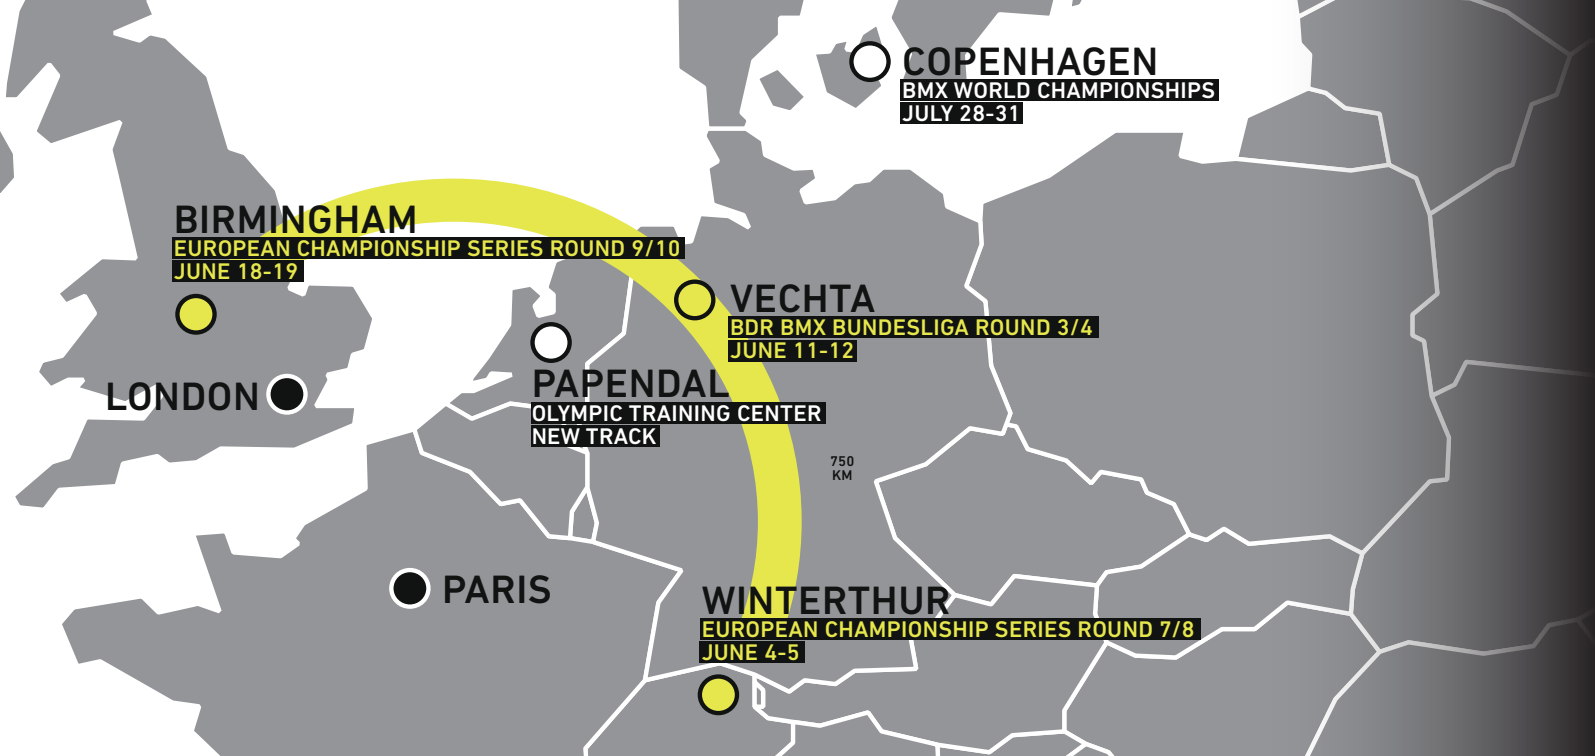 COPENHAGEN
BMX WORLD CHAMPIONSHIPS
JULY 28-31
BIRMINGHAM
EUROPEAN CHAMPIONSHIP SERIES ROUND 9/10
JUNE 18-19
VECHTA
BDR BMX BUNDESLIGA ROUND 3/4
JUNE 11-12
LONDON
PAPENDAL
OLYMPIC TRAINING CENTER
NEW TRACK
750
KM
PARIS
WINTERTHUR
EUROPEAN CHAMPIONSHIP SERIES ROUND 7/8
JUNE 4-5